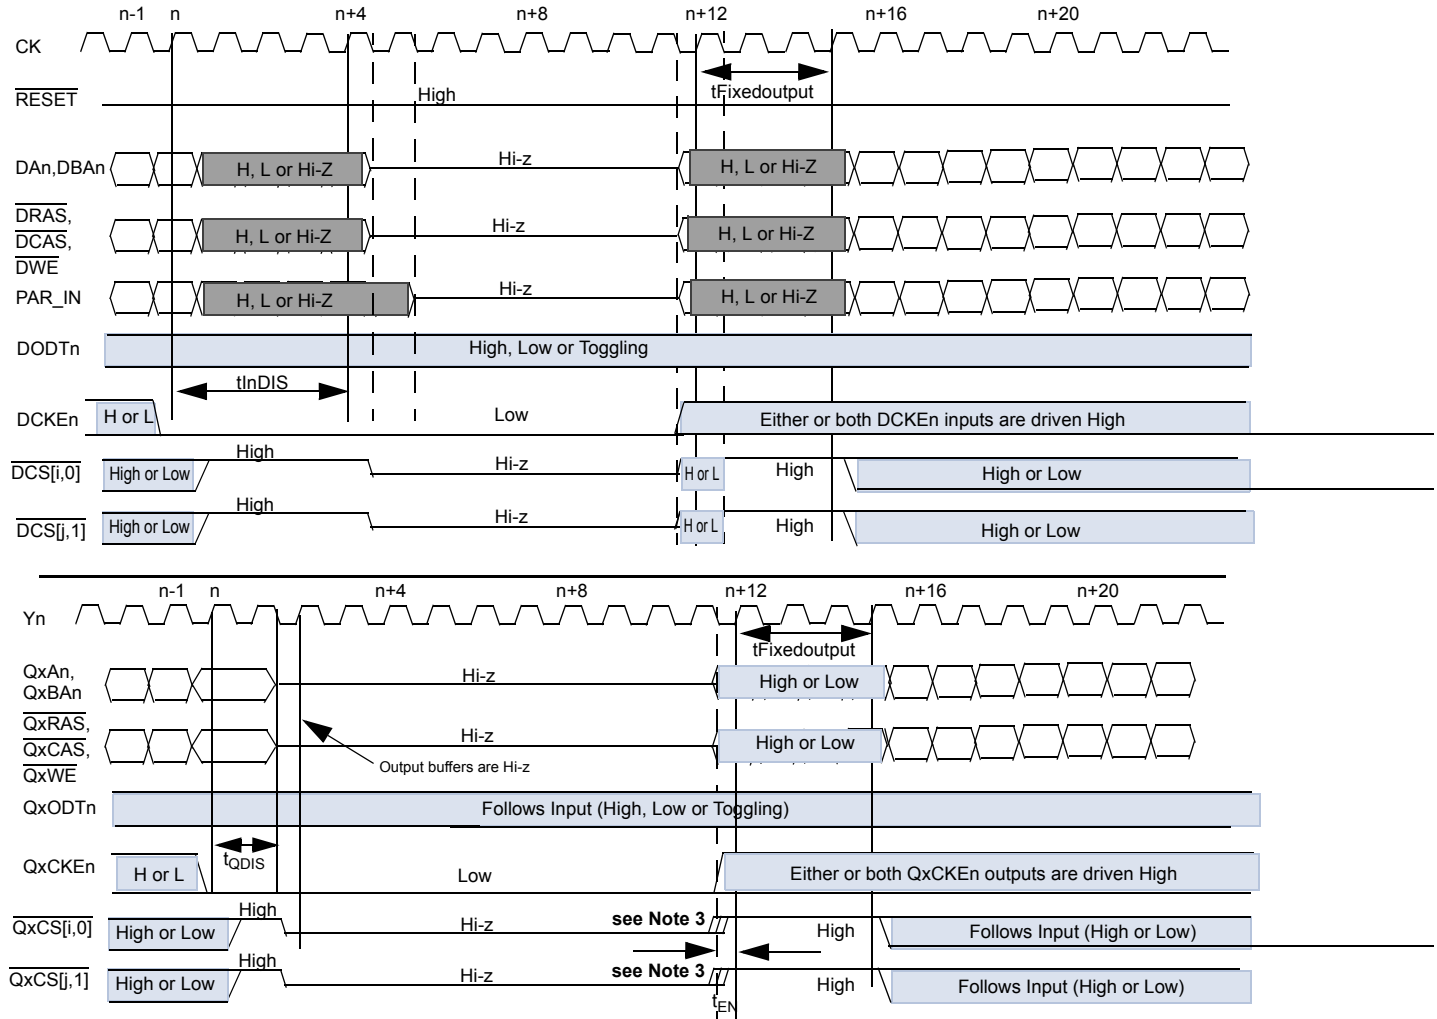 n-1 n n+4 n+8 n+12 n+16 n+20
CK
tFixedoutput
RESET High
DAn,DBAn H, L or Hi-Z Hi-z H, L or Hi-Z
DRAS,
DCAS, H, L or Hi-Z Hi-z H, L or Hi-Z
DWE
PAR_IN H, L or Hi-Z Hi-z H, L or Hi-Z
DODTn High, Low or Toggling
tInDIS
DCKEn H or L Low Either or both DCKEn inputs are driven High
DCS[i,0] High or Low High Hi-z H or L High High or Low
DCS[j,1] High or Low High Hi-z H or L High High or Low
n-1 n n+4 n+8 n+12 n+16 n+20
Yn
tFixedoutput
QxAn,
QxBAn Hi-z High or Low
QxRAS,
QxCAS, Hi-z High or Low
QxWE
Output buffers are Hi-z
QxODTn Follows Input (High, Low or Toggling)
tQDIS
QxCKEn H or L Low Either or both QxCKEn outputs are driven High
QxCS[i,0] High or Low High Hi-z see Note 3 High Follows Input (High or Low)
QxCS[j,1] High or Low High Hi-z see Note 3 High Follows Input (High or Low)
tEN